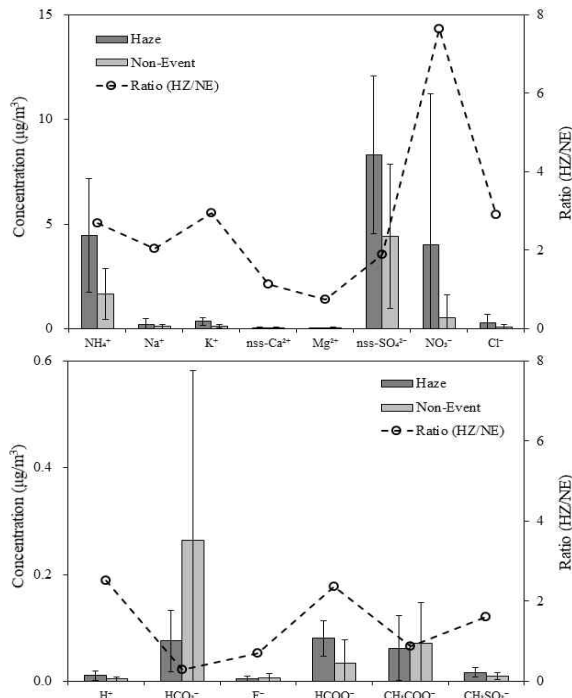 15
10
5
0
Concentration (μg/m³)
Haze
Non-Event
Ratio (HZ/NE)
8
6
4
2
0
Ratio (HZ/NE)
NH₄⁺ Na⁺ K⁺ nss-Ca²⁺ Mg²⁺ nss-SO₄²⁻ NO₃⁻ Cl⁻
0.6
0.4
0.2
0.0
Concentration (μg/m³)
Haze
Non-Event
Ratio (HZ/NE)
8
6
4
2
0
Ratio (HZ/NE)
H⁺ HCO₃⁻ F⁻ HCOO⁻ CH₃COO⁻ CH₃SO₃⁻